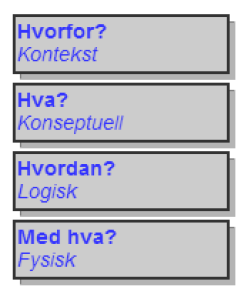 Hvorfor?
Kontekst
Hva?
Konseptuell
Hvordan?
Logisk
Med hva?
Fysisk